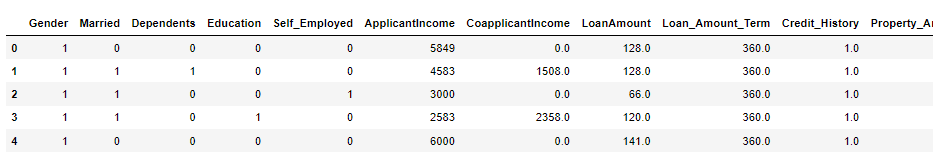 Gender Married Dependents Education Self_Employed ApplicantIncome CoapplicantIncome LoanAmount Loan_Amount_Term Credit_History Property_A
0 1 0 0 0 0 5849 0.0 128.0 360.0 1.0
1 1 1 1 0 0 4583 1508.0 128.0 360.0 1.0
2 1 1 0 0 1 3000 0.0 66.0 360.0 1.0
3 1 1 0 1 0 2583 2358.0 120.0 360.0 1.0
4 1 0 0 0 0 6000 0.0 141.0 360.0 1.0